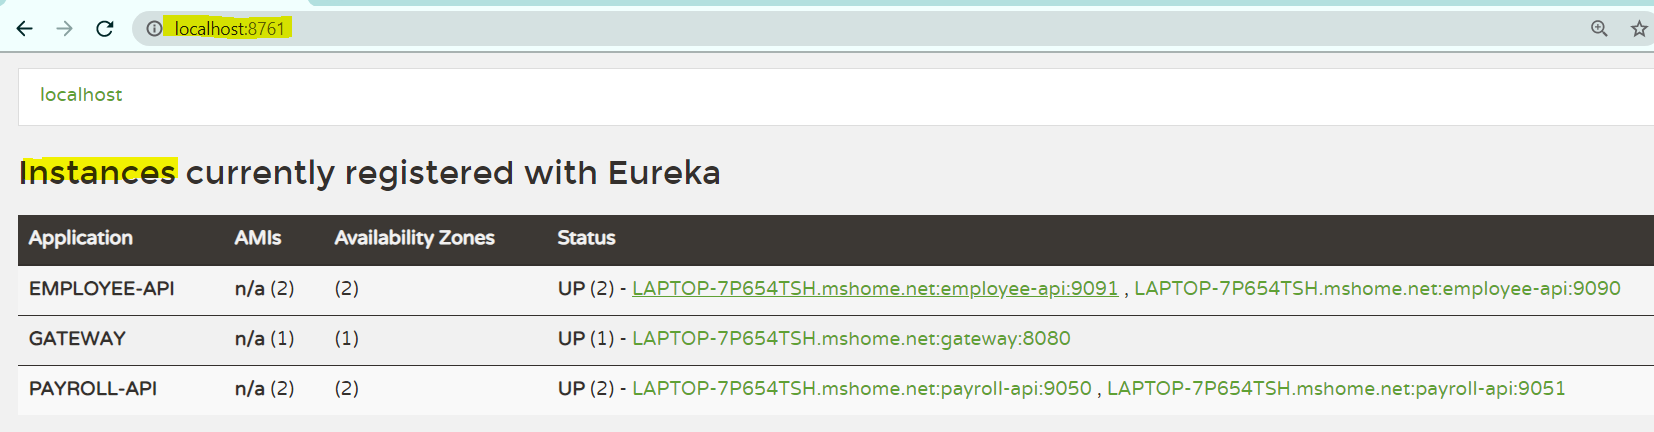 localhost:8761
localhost
Instances currently registered with Eureka
Application AMIs Availability Zones Status
EMPLOYEE-API n/a (2) (2) UP (2) - LAPTOP-7P654TSH.mshome.net:employee-api:9091 , LAPTOP-7P654TSH.mshome.net:employee-api:9090
GATEWAY n/a (1) (1) UP (1) - LAPTOP-7P654TSH.mshome.net:gateway:8080
PAYROLL-API n/a (2) (2) UP (2) - LAPTOP-7P654TSH.mshome.net:payroll-api:9050 , LAPTOP-7P654TSH.mshome.net:payroll-api:9051